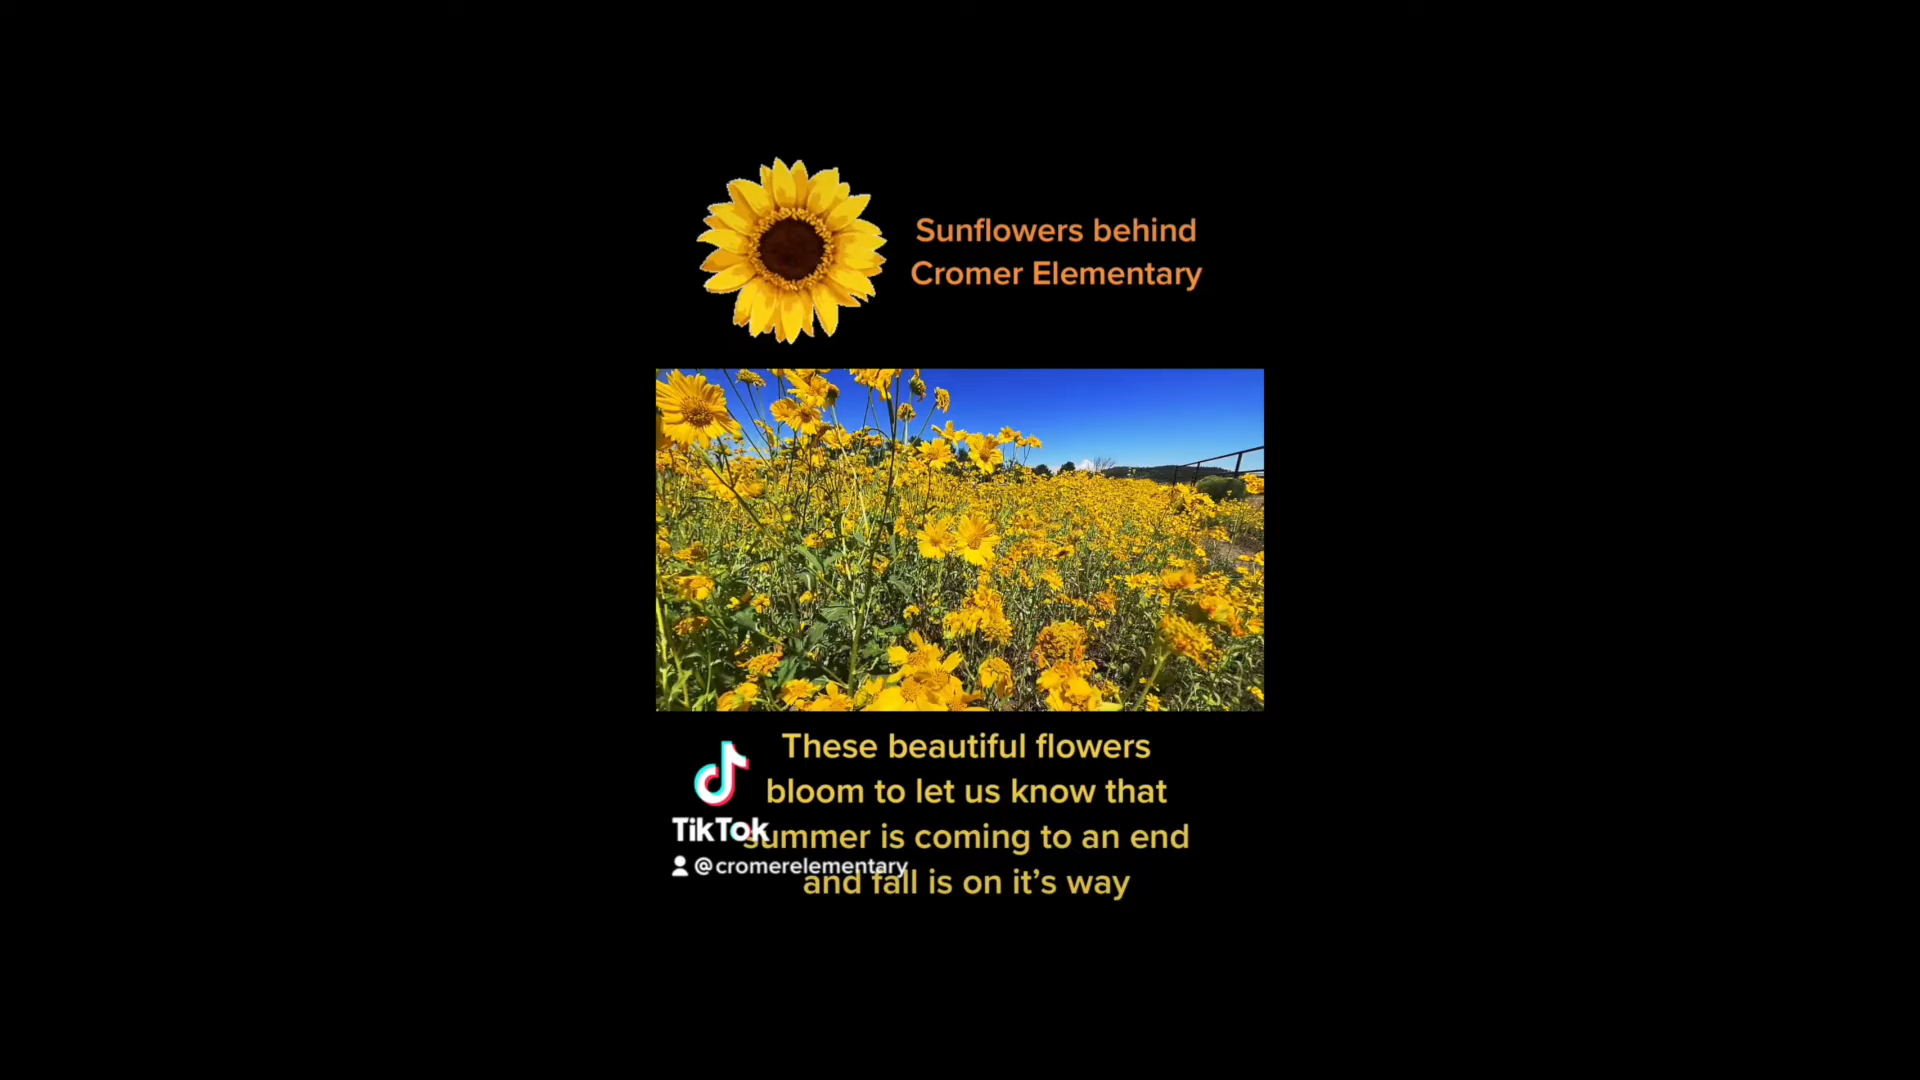 Sunflowers behind
Cromer Elementary
These beautiful flowers
bloom to let us know that
summer is coming to an end
and fall is on it’s way
TikTok
@cromerelementary